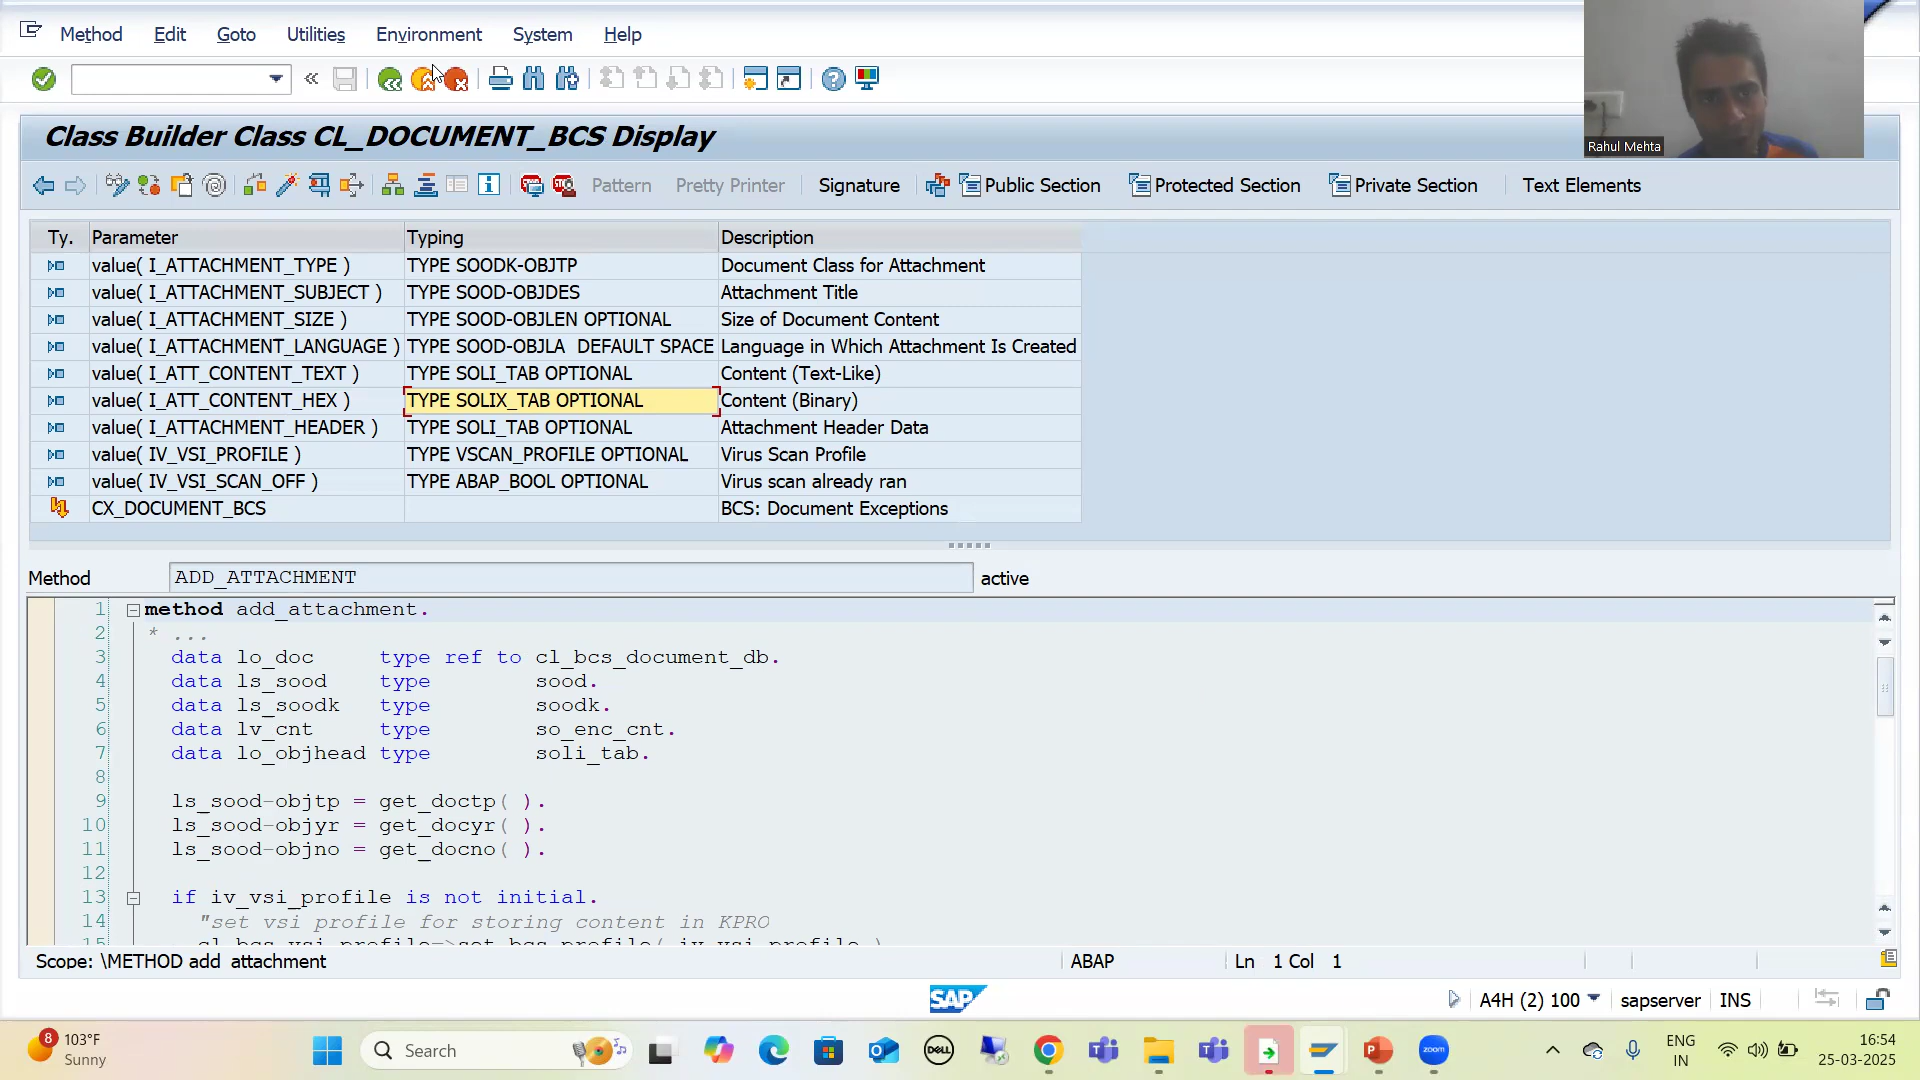 Method Edit Goto Utilities Environment System Help
Class Builder Class CL_DOCUMENT_BCS Display
Rahul Mehta
Pattern Pretty Printer Signature Public Section Protected Section Private Section Text Elements
Ty. Parameter Typing Description
value( I_ATTACHMENT_TYPE ) TYPE SOODK-OBJTP Document Class for Attachment
value( I_ATTACHMENT_SUBJECT ) TYPE SOOD-OBJDES Attachment Title
value( I_ATTACHMENT_SIZE ) TYPE SOOD-OBJLEN OPTIONAL Size of Document Content
value( I_ATTACHMENT_LANGUAGE ) TYPE SOOD-OBJLA DEFAULT SPACE Language in Which Attachment Is Created
value( I_ATT_CONTENT_TEXT ) TYPE SOLI_TAB OPTIONAL Content (Text-Like)
value( I_ATT_CONTENT_HEX ) TYPE SOLIX_TAB OPTIONAL Content (Binary)
value( I_ATTACHMENT_HEADER ) TYPE SOLI_TAB OPTIONAL Attachment Header Data
value( IV_VSI_PROFILE ) TYPE VSCAN_PROFILE OPTIONAL Virus Scan Profile
value( IV_VSI_SCAN_OFF ) TYPE ABAP_BOOL OPTIONAL Virus scan already ran
CX_DOCUMENT_BCS BCS: Document Exceptions
Method ADD_ATTACHMENT active
1 method add_attachment.
2 * ...
3 data lo_doc type ref to cl_bcs_document_db.
4 data ls_sood type sood.
5 data ls_soodk type soodk.
6 data lv_cnt type so_enc_cnt.
7 data lo_objhead type soli_tab.
8
9 ls_sood-objtp = get_doctp( ).
10 ls_sood-objyr = get_docyr( ).
11 ls_sood-objno = get_docno( ).
12
13 if iv_vsi_profile is not initial.
14 "set vsi profile for storing content in KPRO
15 cl_bcs_vsi_profile=>set_bcs_profile( iv_vsi_profile )
Scope: \METHOD add_attachment ABAP Ln 1 Col 1
SAP A4H (2) 100 sapserver INS
8 103°F
Sunny
Search
DELL
zoom
ENG
IN
16:54
25-03-2025